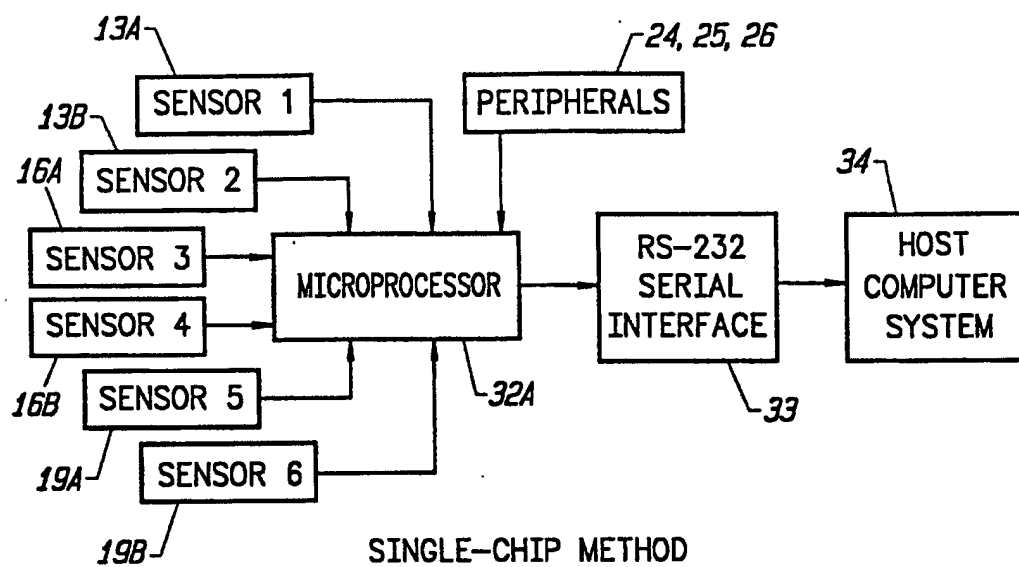 13A
24, 25, 26
SENSOR 1
PERIPHERALS
13B
SENSOR 2
16A
34
SENSOR 3
MICROPROCESSOR
RS-232
SERIAL
INTERFACE
HOST
COMPUTER
SYSTEM
SENSOR 4
16B
SENSOR 5
32A
33
19A
SENSOR 6
19B
SINGLE-CHIP METHOD